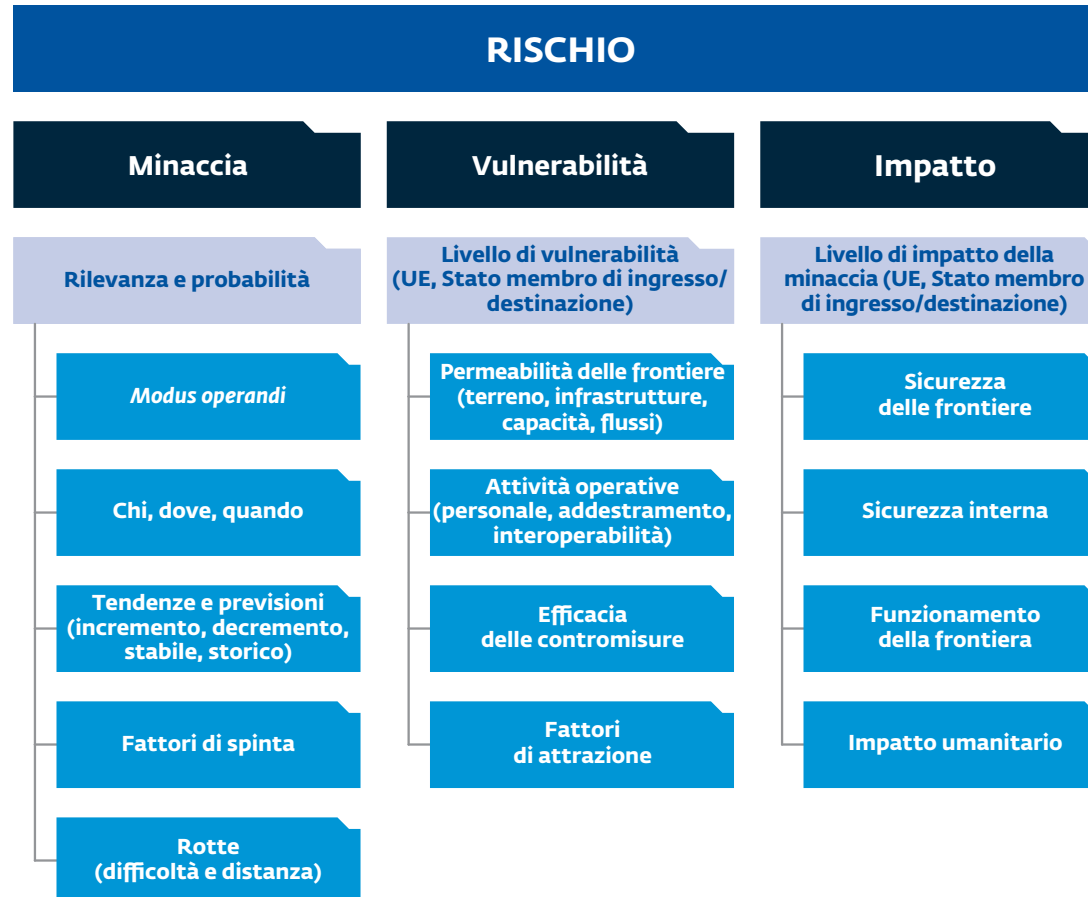 RISCHIO
Minaccia
Rilevanza e probabilità
Modus operandi
Chi, dove, quando
Tendenze e previsioni
(incremento, decremento,
stabile, storico)
Fattori di spinta
Rotte
(difficoltà e distanza)
Vulnerabilità
Livello di vulnerabilità
(UE, Stato membro di ingresso/
destinazione)
Permeabilità delle frontiere
(terreno, infrastrutture,
capacità, flussi)
Attività operative
(personale, addestramento,
interoperabilità)
Efficacia
delle contromisure
Fattori
di attrazione
Impatto
Livello di impatto della
minaccia (UE, Stato membro
di ingresso/destinazione)
Sicurezza
delle frontiere
Sicurezza interna
Funzionamento
della frontiera
Impatto umanitario